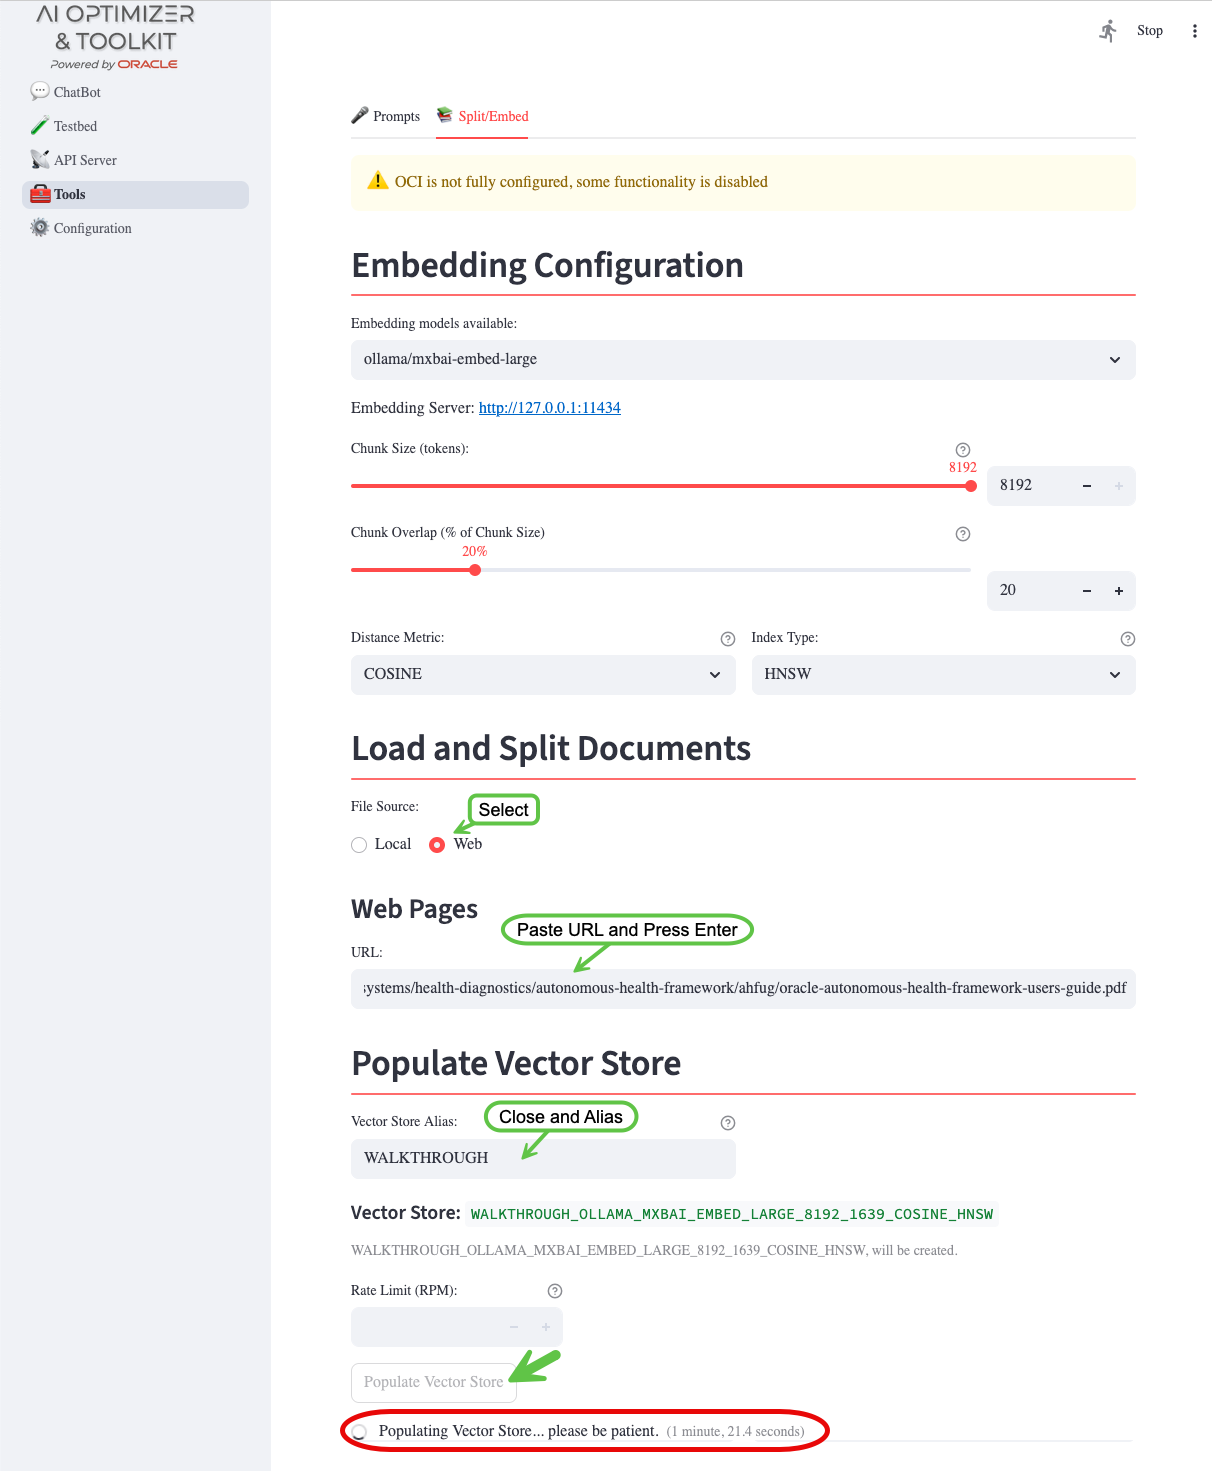 AI OPTIMIZER
& TOOLKIT
Powered by ORACLE
ChatBot
Testbed
API Server
Tools
Configuration
Stop
Prompts
Split/Embed
OCI is not fully configured, some functionality is disabled
Embedding Configuration
Embedding models available:
ollama/mxbai-embed-large
Embedding Server: http://127.0.0.1:11434
Chunk Size (tokens):
8192
8192
Chunk Overlap (% of Chunk Size)
20%
20
Distance Metric:
Index Type:
COSINE
HNSW
Load and Split Documents
File Source:
Select
Local
Web
Web Pages
Paste URL and Press Enter
URL:
systems/health-diagnostics/autonomous-health-framework/ahfug/oracle-autonomous-health-framework-users-guide.pdf
Populate Vector Store
Vector Store Alias:
Close and Alias
WALKTHROUGH
Vector Store: WALKTHROUGH_OLLAMA_MXBAI_EMBED_LARGE_8192_1639_COSINE_HNSW
WALKTHROUGH_OLLAMA_MXBAI_EMBED_LARGE_8192_1639_COSINE_HNSW, will be created.
Rate Limit (RPM):
Populate Vector Store
Populating Vector Store... please be patient. (1 minute, 21.4 seconds)